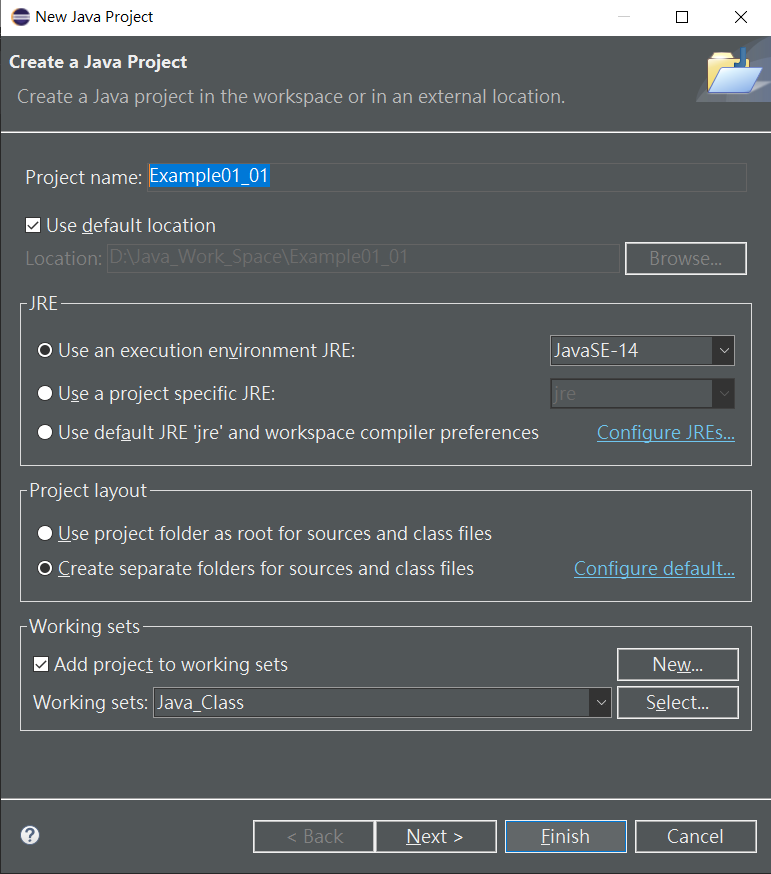 New Java Project
Create a Java Project
Create a Java project in the workspace or in an external location.
Project name: Example01_01
Use default location
Location: D:\Java_Work_Space\Example01_01 Browse...
JRE
Use an execution environment JRE: JavaSE-14
Use a project specific JRE: jre
Use default JRE 'jre' and workspace compiler preferences Configure JREs...
Project layout
Use project folder as root for sources and class files
Create separate folders for sources and class files Configure default...
Working sets
Add project to working sets New...
Working sets: Java_Class Select...
? < Back Next > Finish Cancel